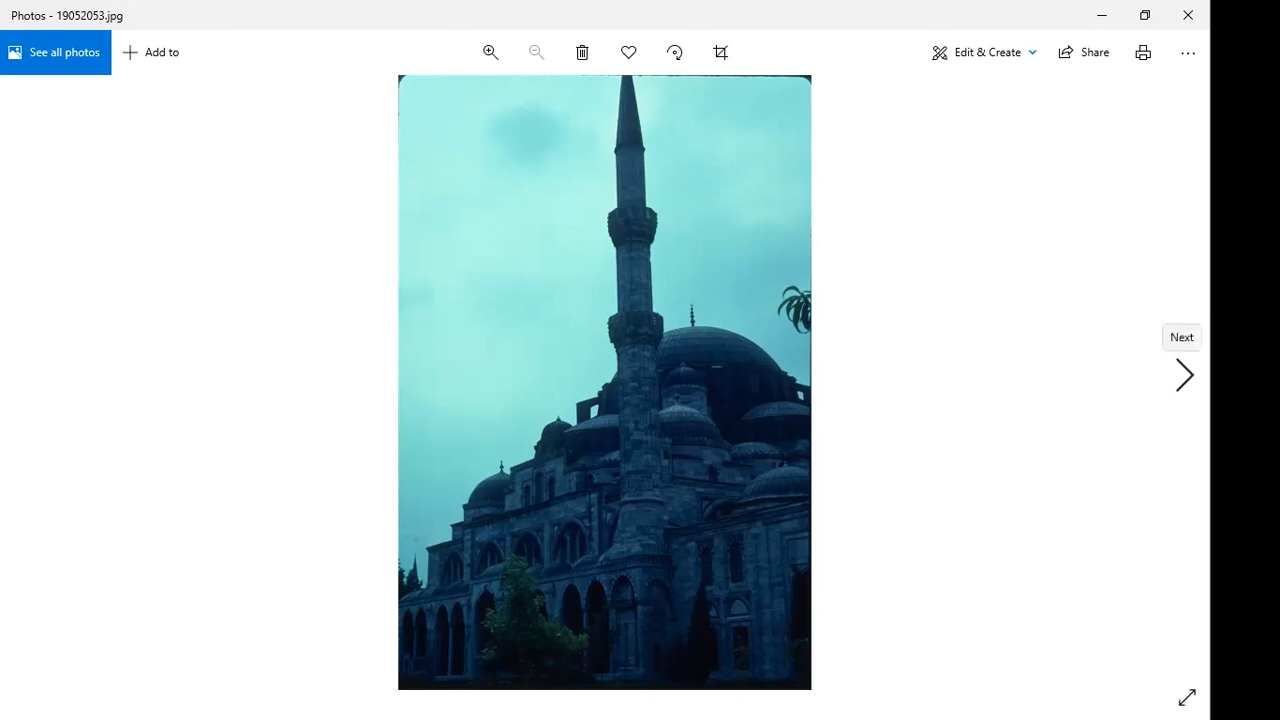 Photos - 19052053.jpg
See all photos
Add to
Edit & Create
Share
Next